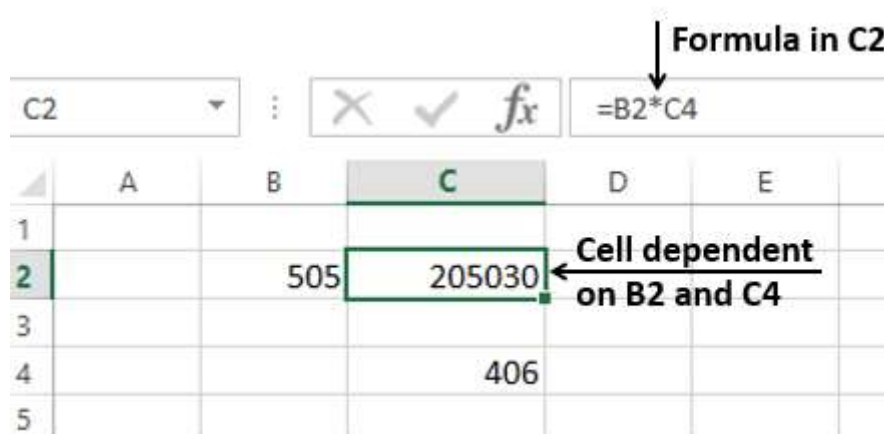 Formula in C2
C2 fx =B2*C4
A B C D E
1
2 505 205030 Cell dependent
on B2 and C4
3
4 406
5